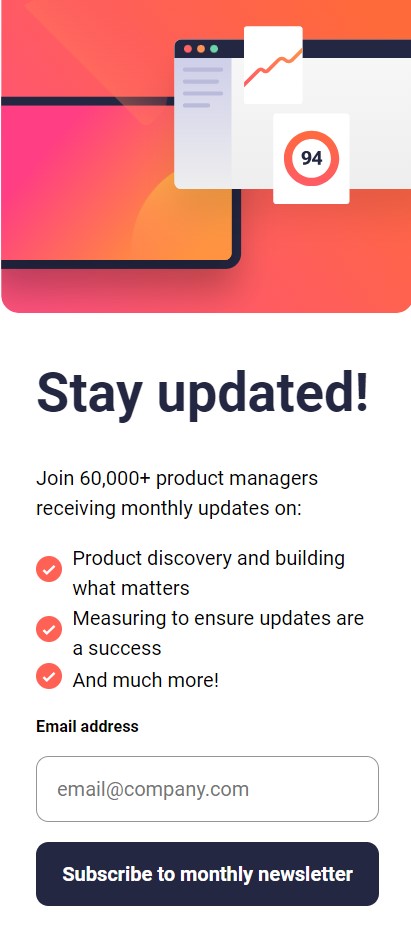 94
Stay updated!
Join 60,000+ product managers
receiving monthly updates on:
Product discovery and building
what matters
Measuring to ensure updates are
a success
And much more!
Email address
email@company.com
Subscribe to monthly newsletter